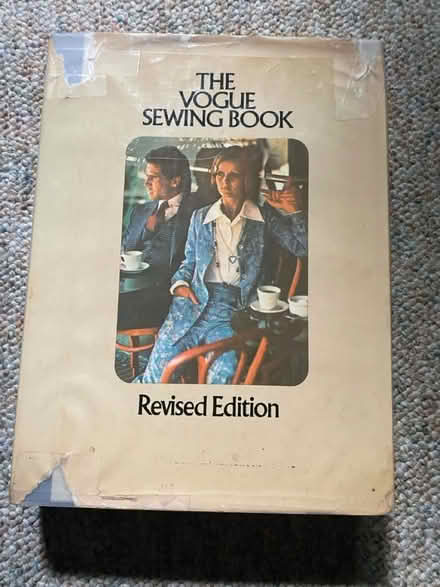 THE
VOGUE
SEWING BOOK
Revised Edition